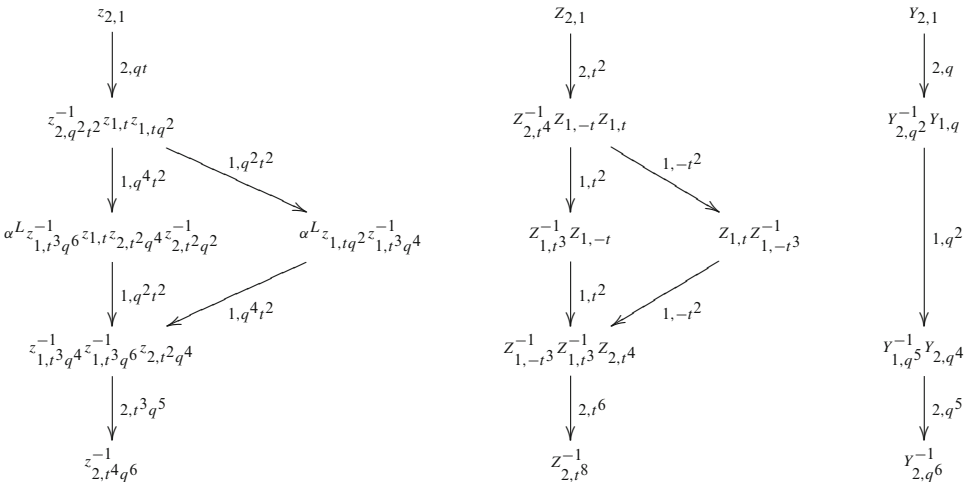 z_{2,1} Z_{2,1} Y_{2,1}
2,qt 2,t^2 2,q
z^{-1}_{2,q^2t^2} z_{1,t} z_{1,tq^2} Z^{-1}_{2,t^4} Z_{1,-t} Z_{1,t} Y^{-1}_{2,q^2} Y_{1,q}
1,q^4t^2 1,q^2t^2 1,t^2 1,-t^2
α^L z^{-1}_{1,t^3q^6} z_{1,t} z_{2,t^2q^4} z^{-1}_{2,t^2q^2} α^L z_{1,tq^2} z^{-1}_{1,t^3q^4} Z^{-1}_{1,t^3} Z_{1,-t} Z_{1,t} Z^{-1}_{1,-t^3} 1,q^2
1,q^2t^2 1,q^4t^2 1,t^2 1,-t^2
z^{-1}_{1,t^3q^4} z^{-1}_{1,t^3q^6} z_{2,t^2q^4} Z^{-1}_{1,-t^3} Z^{-1}_{1,t^3} Z_{2,t^4} Y^{-1}_{1,q^5} Y_{2,q^4}
2,t^3q^5 2,t^6 2,q^5
z^{-1}_{2,t^4q^6} Z^{-1}_{2,t^8} Y^{-1}_{2,q^6}